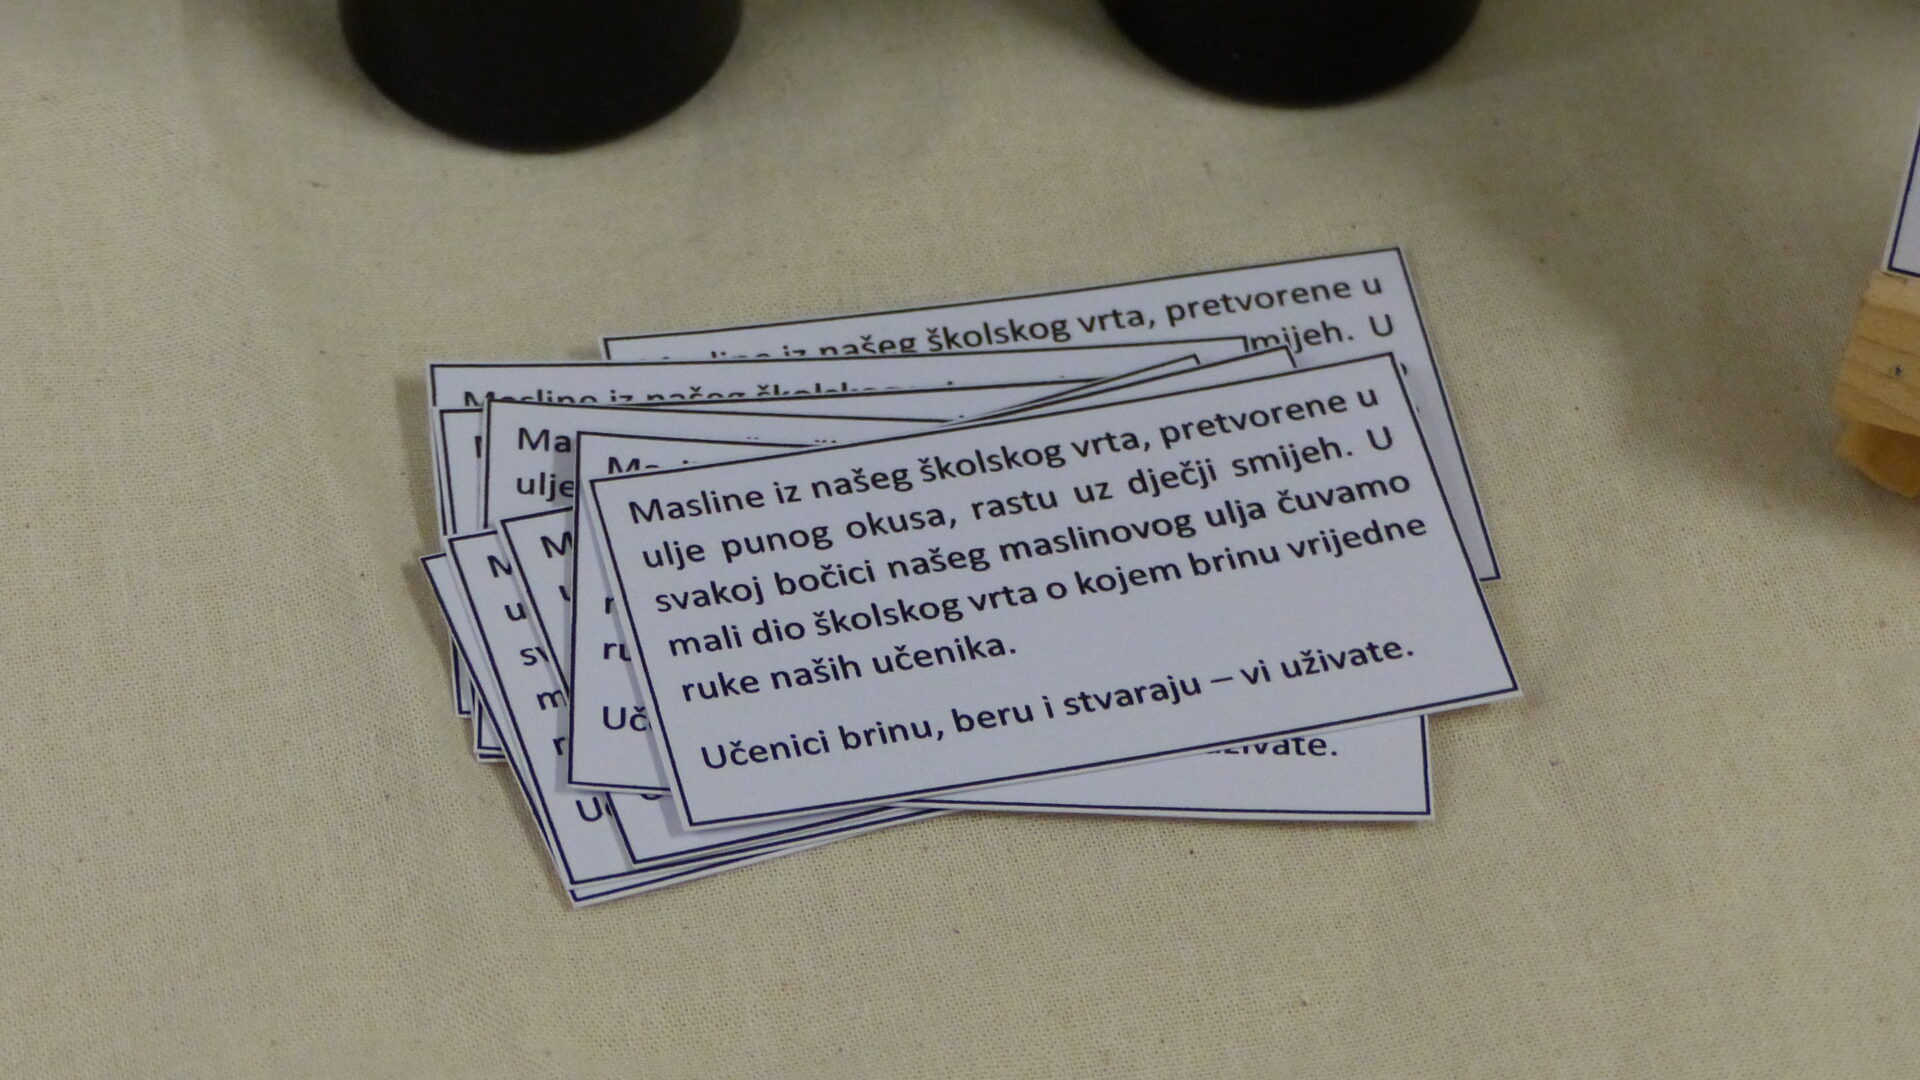 Masline iz našeg školskog vrta, pretvorene u
ulje punog okusa, rastu uz dječji smijeh. U
svakoj bočici našeg maslinovog ulja čuvamo
mali dio školskog vrta o kojem brinu vrijedne
ruke naših učenika.
Učenici brinu, beru i stvaraju – vi uživate.